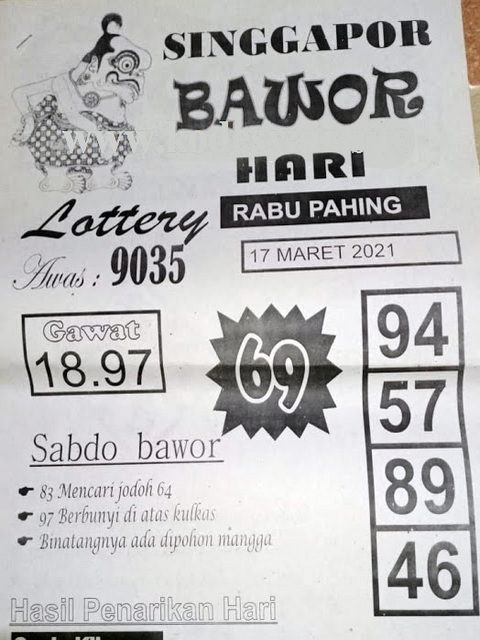 SINGGAPOR
BAWOR
HARI
Lottery
RABU PAHING
Awas : 9035
17 MARET 2021
Gawat
18.97
69
94
57
89
46
Sabdo bawor
83 Mencari jodoh 64
97 Berbunyi di atas kulkas
Binatangnya ada dipohon mangga
Hasil Penarikan Hari